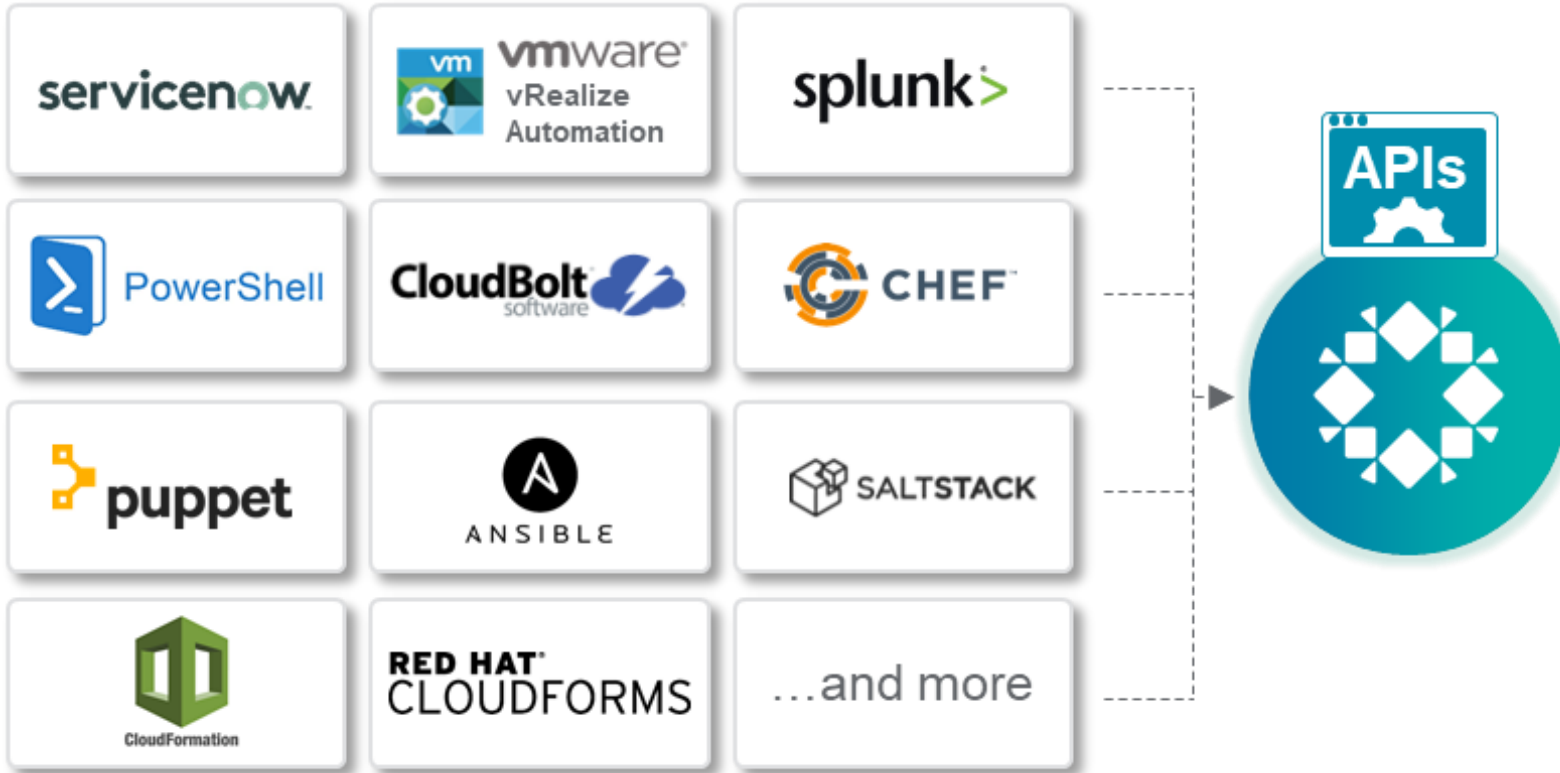 servicenow
vm
vmware®
vRealize
Automation
splunk>
PowerShell
CloudBolt
software
CHEF™
puppet
ANSIBLE
SALTSTACK
CloudFormation
RED HAT®
CLOUDFORMS
...and more
APIs